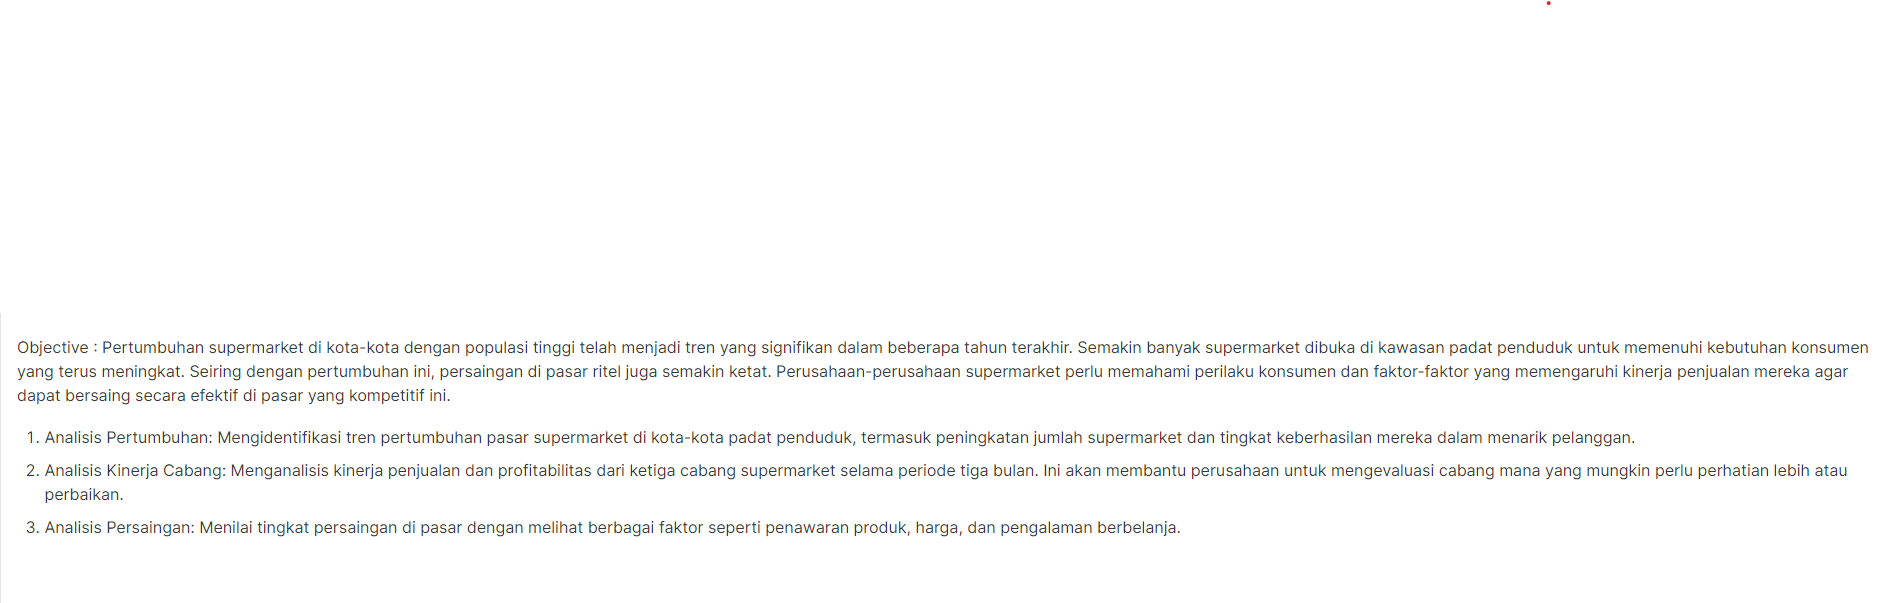 Objective : Pertumbuhan supermarket di kota-kota dengan populasi tinggi telah menjadi tren yang signifikan dalam beberapa tahun terakhir. Semakin banyak supermarket dibuka di kawasan padat penduduk untuk memenuhi kebutuhan konsumen
yang terus meningkat. Seiring dengan pertumbuhan ini, persaingan di pasar ritel juga semakin ketat. Perusahaan-perusahaan supermarket perlu memahami perilaku konsumen dan faktor-faktor yang memengaruhi kinerja penjualan mereka agar
dapat bersaing secara efektif di pasar yang kompetitif ini.
1. Analisis Pertumbuhan: Mengidentifikasi tren pertumbuhan pasar supermarket di kota-kota padat penduduk, termasuk peningkatan jumlah supermarket dan tingkat keberhasilan mereka dalam menarik pelanggan.
2. Analisis Kinerja Cabang: Menganalisis kinerja penjualan dan profitabilitas dari ketiga cabang supermarket selama periode tiga bulan. Ini akan membantu perusahaan untuk mengevaluasi cabang mana yang mungkin perlu perhatian lebih atau
perbaikan.
3. Analisis Persaingan: Menilai tingkat persaingan di pasar dengan melihat berbagai faktor seperti penawaran produk, harga, dan pengalaman berbelanja.